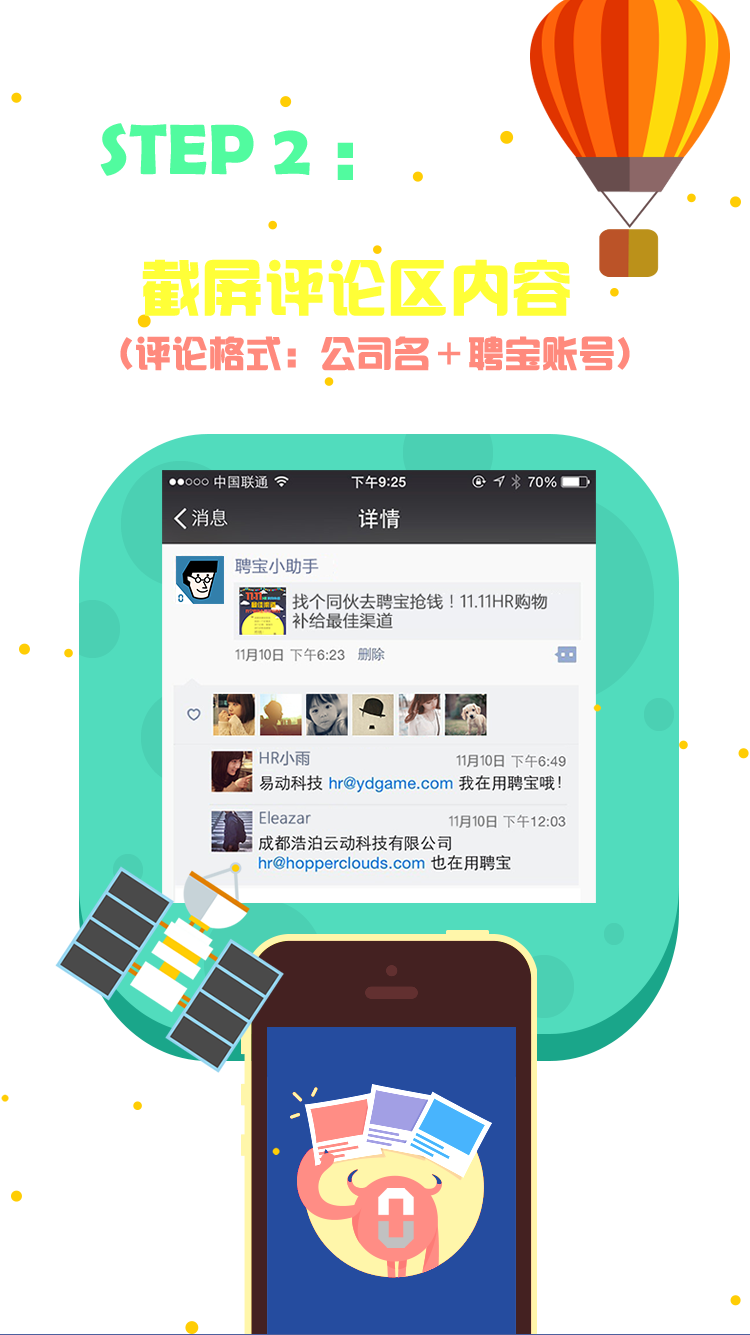 STEP 2：
截屏评论区内容
（评论格式：公司名＋聘宝账号）
中国联通 下午9:25 70%
消息 详情
聘宝小助手
找个同伙去聘宝抢钱！11.11HR购物
补给最佳渠道
11月10日 下午6:23 删除
HR小雨 11月10日 下午6:49
易动科技 hr@ydgame.com 我在用聘宝哦！
Eleazar 11月10日 下午12:03
成都浩泊云动科技有限公司
hr@hopperclouds.com 也在用聘宝